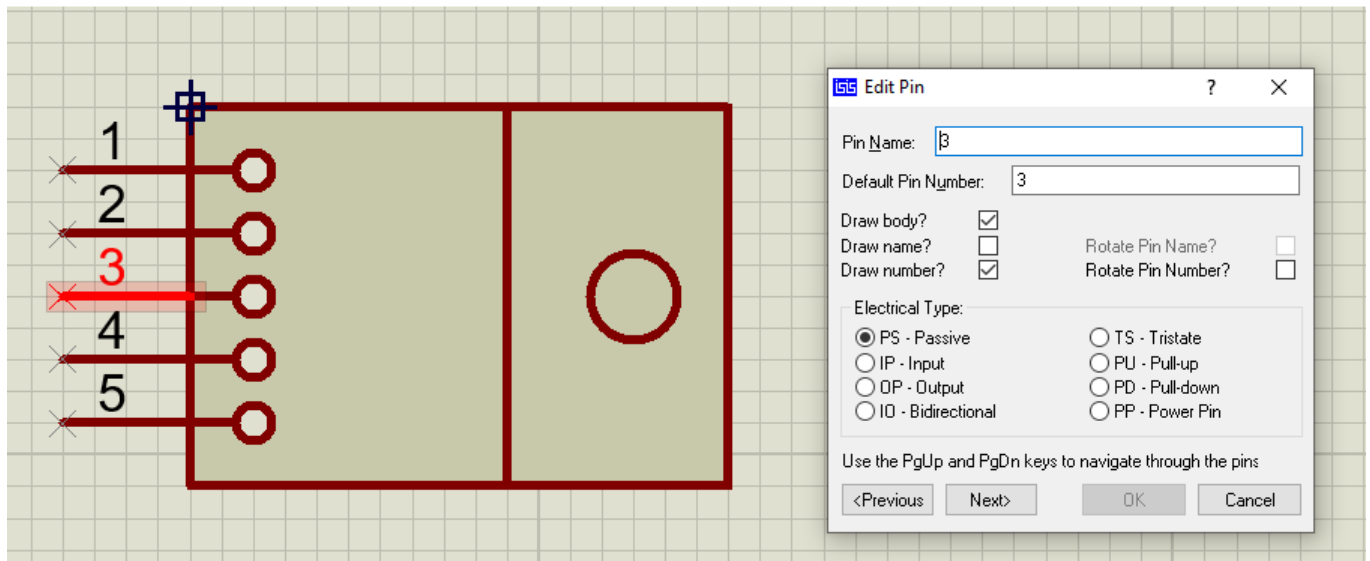 1
2
3
4
5
isis Edit Pin ? ×
Pin Name: 3
Default Pin Number: 3
Draw body?
Draw name? Rotate Pin Name?
Draw number? Rotate Pin Number?
Electrical Type:
PS - Passive TS - Tristate
IP - Input PU - Pull-up
OP - Output PD - Pull-down
IO - Bidirectional PP - Power Pin
Use the PgUp and PgDn keys to navigate through the pins
<Previous Next> OK Cancel